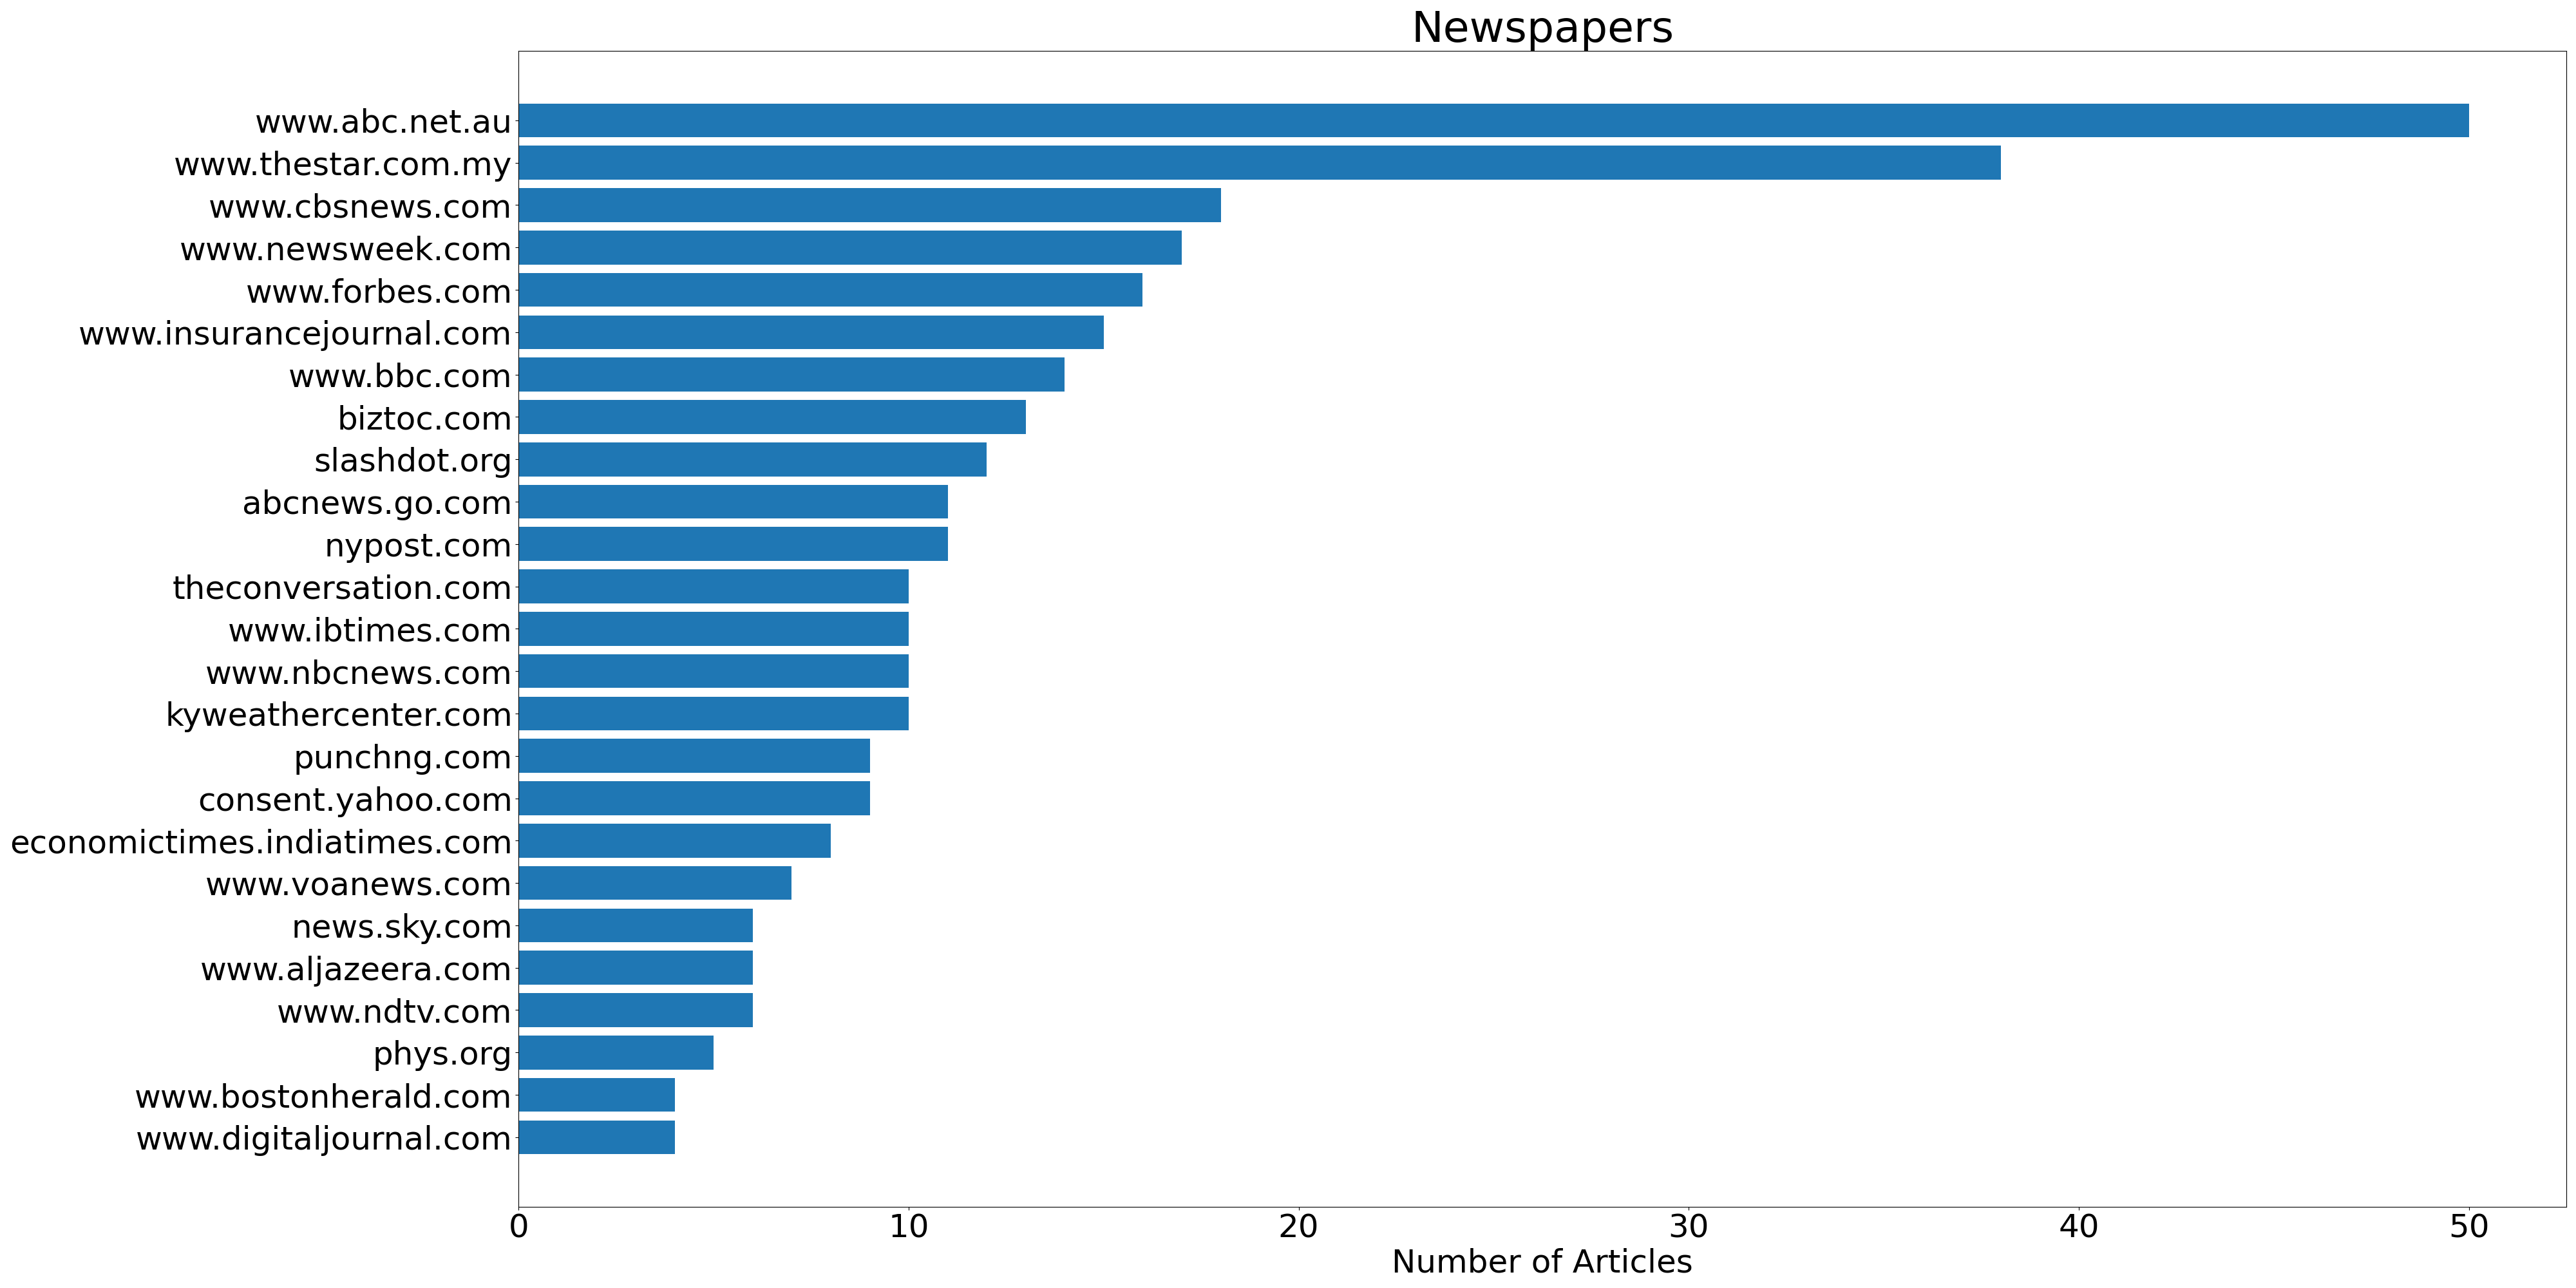 Newspapers
www.abc.net.au
www.thestar.com.my
www.cbsnews.com
www.newsweek.com
www.forbes.com
www.insurancejournal.com
www.bbc.com
biztoc.com
slashdot.org
abcnews.go.com
nypost.com
theconversation.com
www.ibtimes.com
www.nbcnews.com
kyweathercenter.com
punchng.com
consent.yahoo.com
economictimes.indiatimes.com
www.voanews.com
news.sky.com
www.aljazeera.com
www.ndtv.com
phys.org
www.bostonherald.com
www.digitaljournal.com
0 10 20 30 40 50
Number of Articles